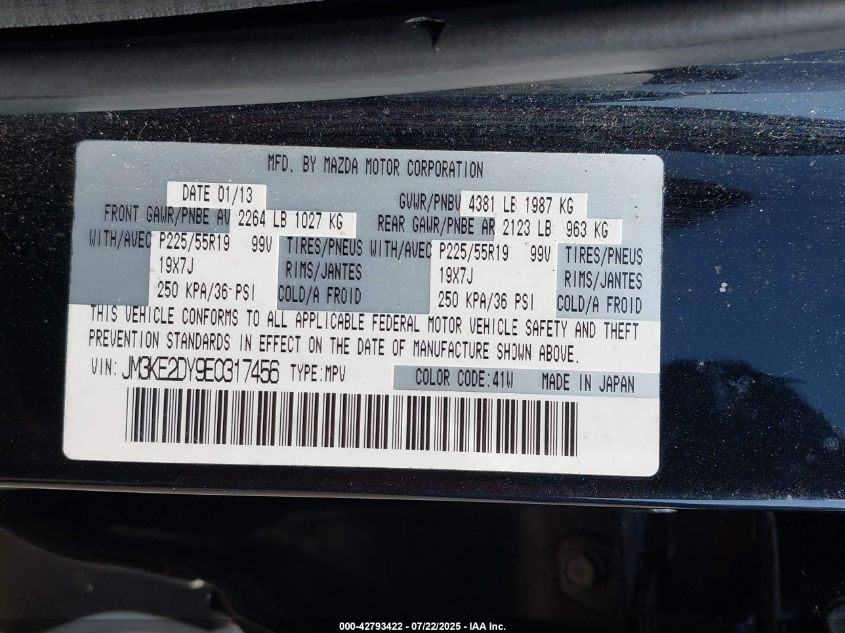 MFD. BY MAZDA MOTOR CORPORATION
DATE 01/13 GVWR/PNBV 4381 LB 1987 KG
FRONT GAWR/PNBE AV 2264 LB 1027 KG REAR GAWR/PNBE AR 2123 LB 963 KG
WITH/AVEC P225/55R19 99V TIRES/PNEUS WITH/AVEC P225/55R19 99V TIRES/PNEUS
19X7J RIMS/JANTES 19X7J RIMS/JANTES
250 KPA/36 PSI COLD/A FROID 250 KPA/36 PSI COLD/A FROID
THIS VEHICLE CONFORMS TO ALL APPLICABLE FEDERAL MOTOR VEHICLE SAFETY AND THEFT
PREVENTION STANDARDS IN EFFECT ON THE DATE OF MANUFACTURE SHOWN ABOVE.
VIN: JM3KE2DY9E0317456 TYPE:MPV COLOR CODE:41W MADE IN JAPAN
000-42793422 - 07/22/2025 - IAA Inc.